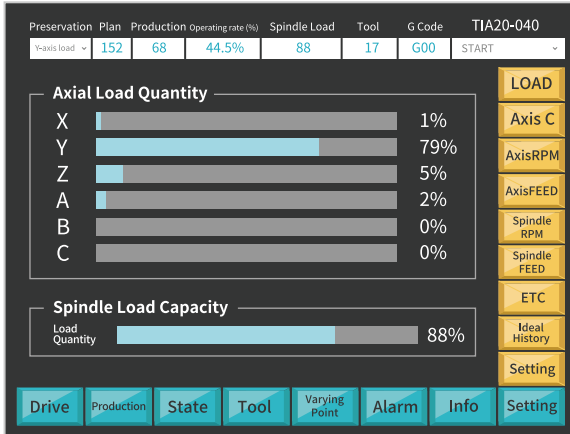 Preservation Plan Production Operating rate (%) Spindle Load Tool G Code TIA20-040
Y-axis load 152 68 44.5% 88 17 G00 START
LOAD
Axial Load Quantity
X 1%
Axis C
Y 79%
AxisRPM
Z 5%
AxisFEED
A 2%
Spindle
RPM
B 0%
Spindle
FEED
C 0%
ETC
Spindle Load Capacity
Load
Quantity
88%
Ideal
History
Setting
Drive Production State Tool Varying
Point Alarm Info Setting